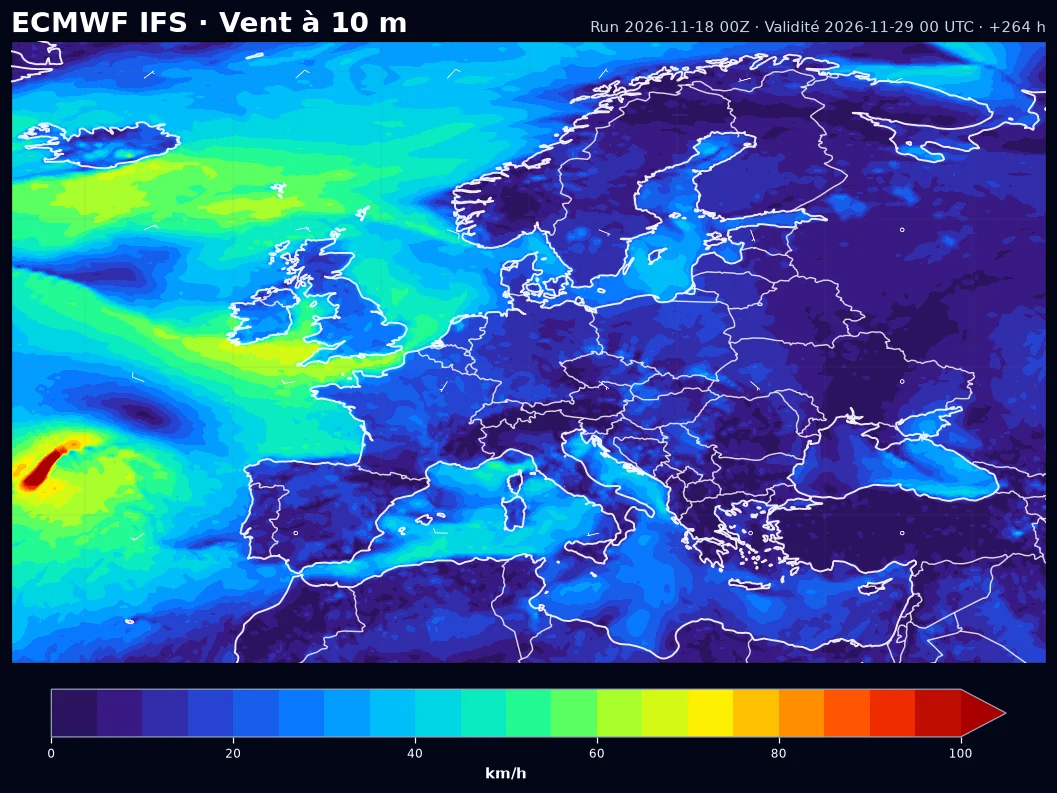 ECMWF IFS · Vent à 10 m
Run 2026-11-18 00Z · Validité 2026-11-29 00 UTC · +264 h
0 20 40 60 80 100
km/h